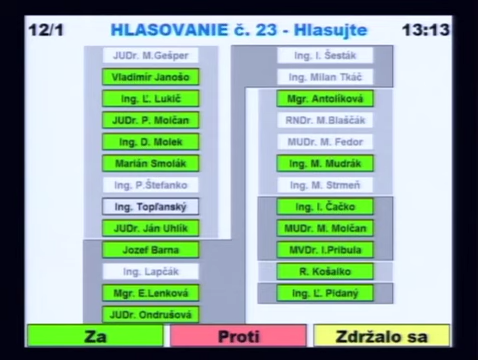 12/1 HLASOVANIE č. 23 - Hlasujte 13:13
JUDr. M.Gešper
Vladimír Janošo
Ing. Ľ. Lukič
JUDr. P. Molčan
Ing. D. Molek
Marián Smolák
Ing. P.Štefanko
Ing. Topľanský
JUDr. Ján Uhlík
Jozef Barna
Ing. Lapčák
Mgr. E.Lenková
JUDr. Ondrušová
Ing. I. Šesták
Ing. Milan Tkáč
Mgr. Antolíková
RNDr. M.Blaščák
MUDr. M. Fedor
Ing. M. Mudrák
Ing. M. Strmeň
Ing. I. Čačko
MUDr. M. Molčan
MVDr. I.Pribula
R. Košalko
Ing. Ľ. Pidaný
Za Proti Zdržalo sa